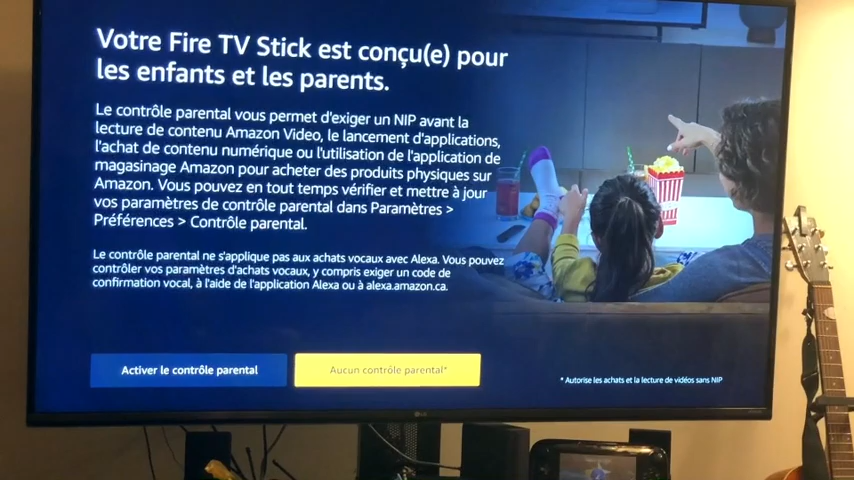 Votre Fire TV Stick est conçu(e) pour
les enfants et les parents.
Le contrôle parental vous permet d'exiger un NIP avant la
lecture de contenu Amazon Video, le lancement d'applications,
l'achat de contenu numérique ou l'utilisation de l'application de
magasinage Amazon pour acheter des produits physiques sur
Amazon. Vous pouvez en tout temps vérifier et mettre à jour
vos paramètres de contrôle parental dans Paramètres >
Préférences > Contrôle parental.
Le contrôle parental ne s'applique pas aux achats vocaux avec Alexa. Vous pouvez
contrôler vos paramètres d'achats vocaux, y compris exiger un code de
confirmation vocal, à l'aide de l'application Alexa ou à alexa.amazon.ca.
Activer le contrôle parental
Aucun contrôle parental*
* Autorise les achats et la lecture de vidéos sans NIP
LG